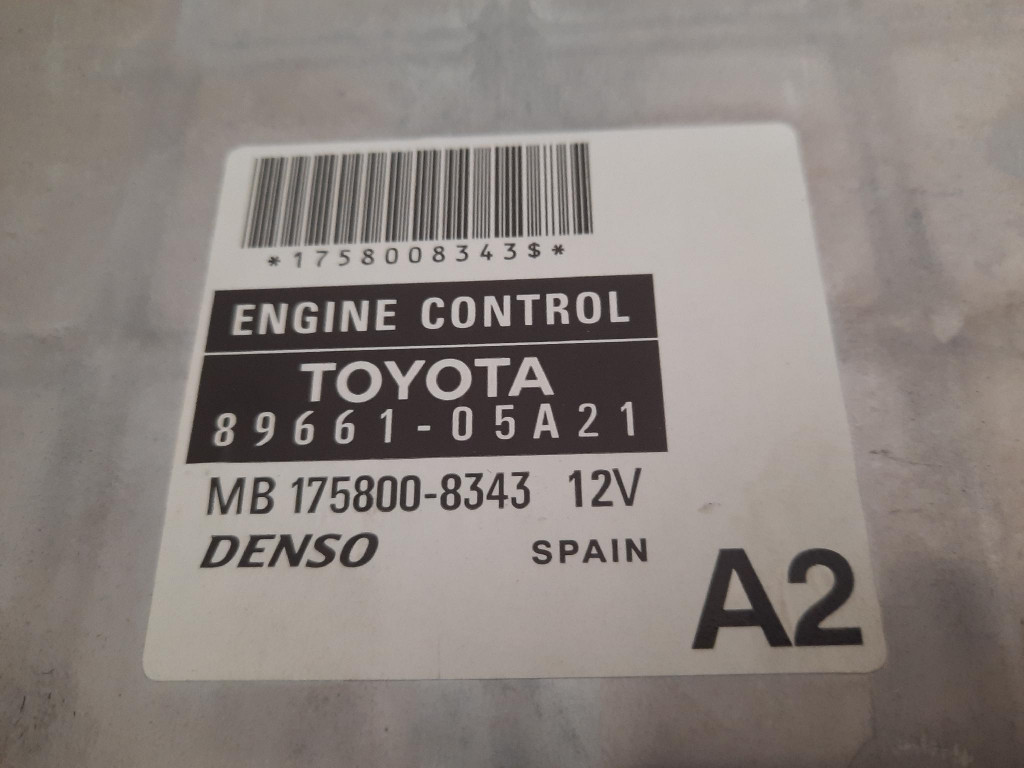 *1758008343$*
ENGINE CONTROL
TOYOTA
89661-05A21
MB 175800-8343 12V
DENSO SPAIN
A2